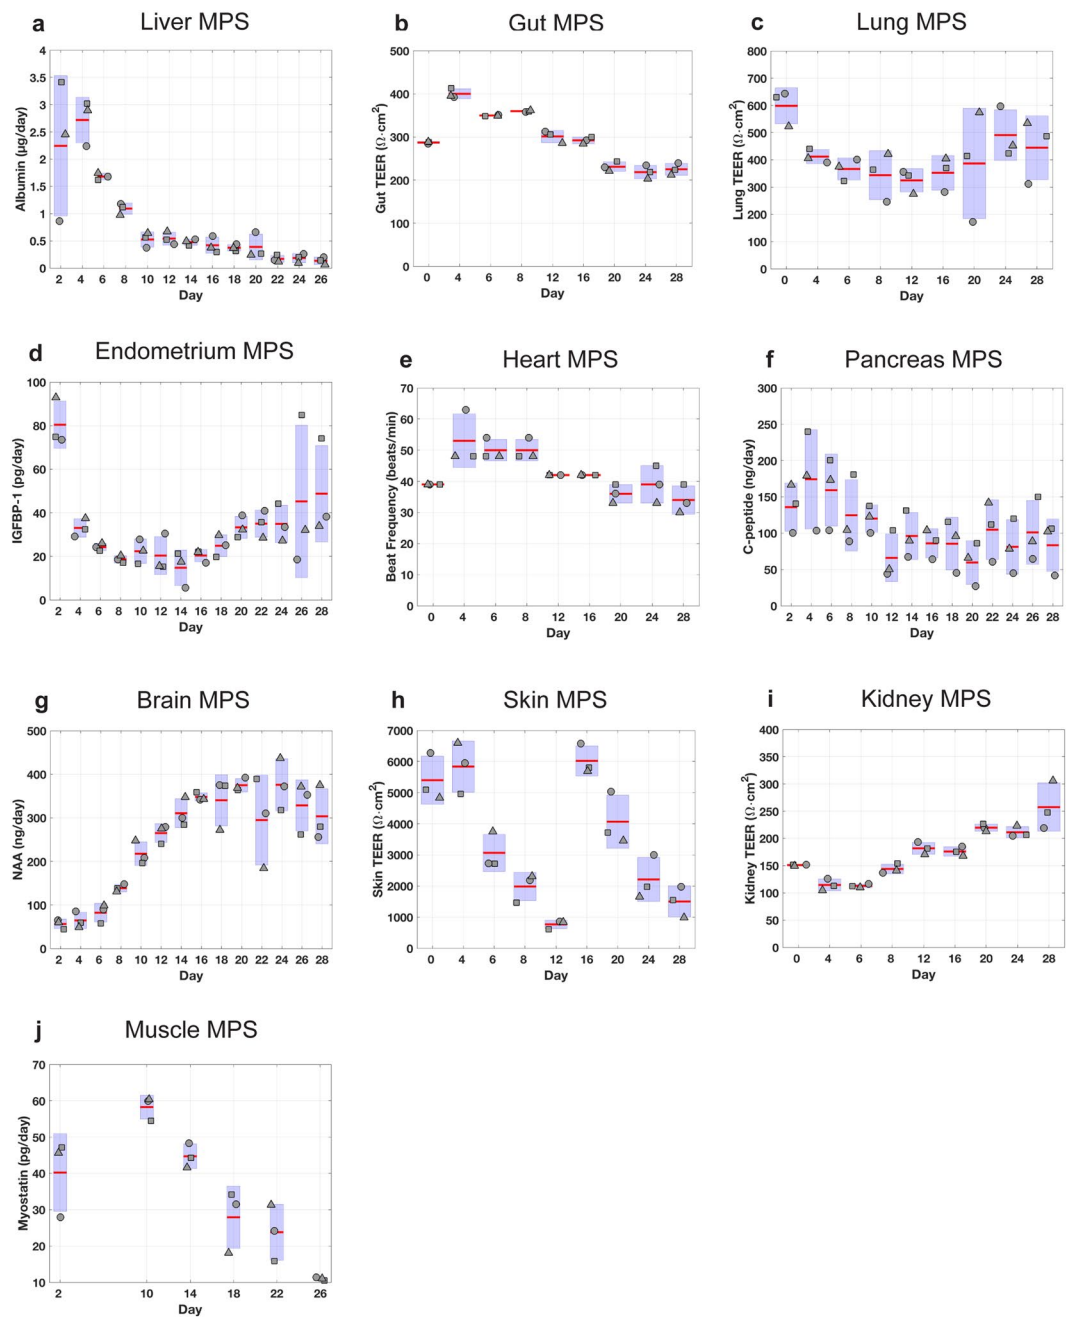 a Liver MPS
Albumin (µg/day)
4
3.5
3
2.5
2
1.5
1
0.5
0
2 4 6 8 10 12 14 16 18 20 22 24 26
Day
b Gut MPS
Gut TEER (Ω·cm²)
500
400
300
200
100
0
0 4 6 8 12 16 20 24 28
Day
c Lung MPS
Lung TEER (Ω·cm²)
800
700
600
500
400
300
200
100
0
0 4 6 8 12 16 20 24 28
Day
d Endometrium MPS
IGFBP-1 (pg/day)
100
80
60
40
20
0
2 4 6 8 10 12 14 16 18 20 22 24 26 28
Day
e Heart MPS
Beat Frequency (beats/min)
70
60
50
40
30
20
10
0
0 4 6 8 12 16 20 24 28
Day
f Pancreas MPS
C-peptide (ng/day)
300
250
200
150
100
50
0
2 4 6 8 10 12 14 16 18 20 22 24 26 28
Day
g Brain MPS
NAA (ng/day)
500
400
300
200
100
0
2 4 6 8 10 12 14 16 18 20 22 24 26 28
Day
h Skin MPS
Skin TEER (Ω·cm²)
7000
6000
5000
4000
3000
2000
1000
0
0 4 6 8 12 16 20 24 28
Day
i Kidney MPS
Kidney TEER (Ω·cm²)
400
350
300
250
200
150
100
50
0
0 4 6 8 12 16 20 24 28
Day
j Muscle MPS
Myostatin (pg/day)
70
60
50
40
30
20
10
2 10 14 18 22 26
Day